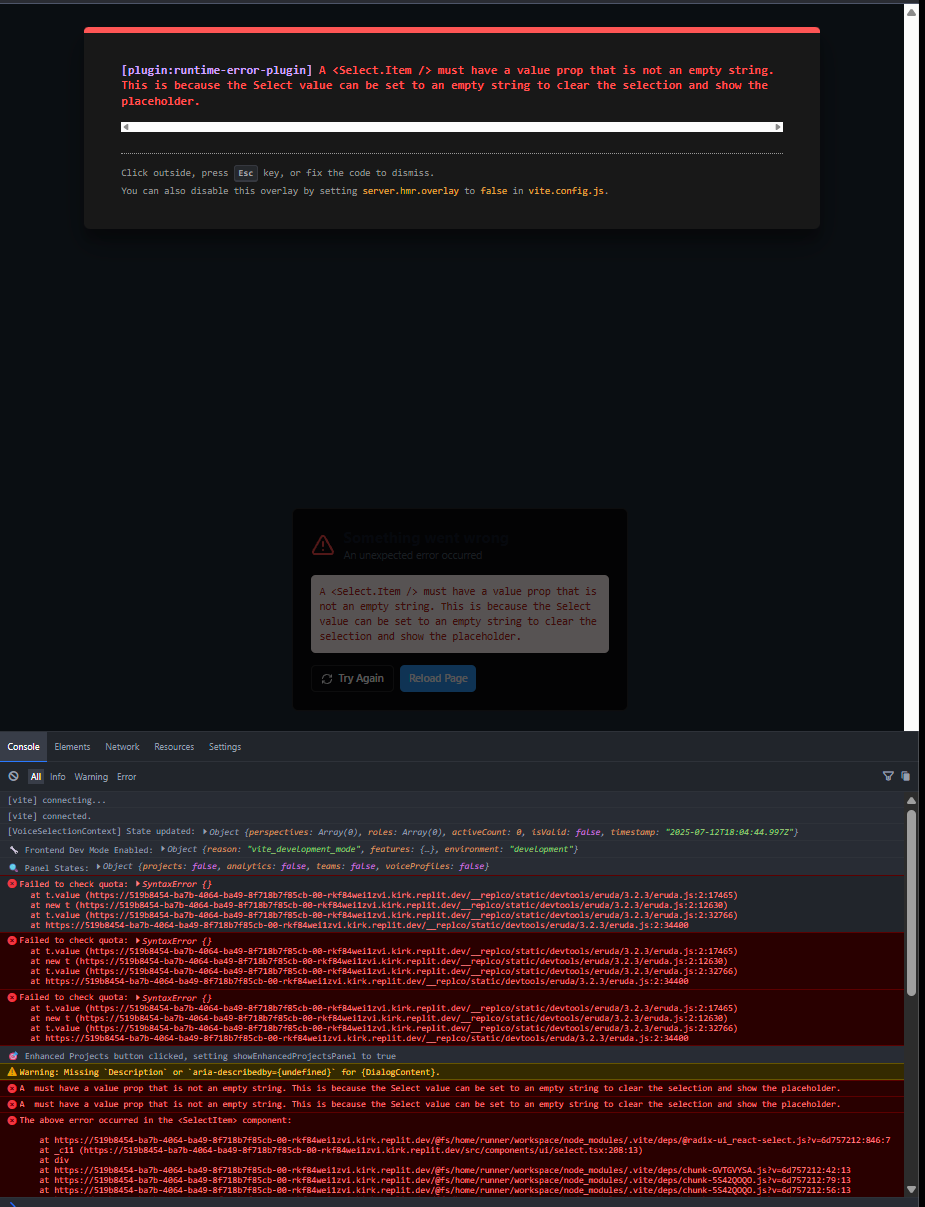 [plugin:runtime-error-plugin] A <Select.Item /> must have a value prop that is not an empty string.
This is because the Select value can be set to an empty string to clear the selection and show the
placeholder.
Click outside, press Esc key, or fix the code to dismiss.
You can also disable this overlay by setting server.hmr.overlay to false in vite.config.js.
Something went wrong
An unexpected error occurred
A <Select.Item /> must have a value prop that is
not an empty string. This is because the Select
value can be set to an empty string to clear the
selection and show the placeholder.
Try Again Reload Page
Console Elements Network Resources Settings
All Info Warning Error
[vite] connecting...
[vite] connected.
[VoiceSelectionContext] State updated: Object {perspectives: Array(0), roles: Array(0), activeCount: 0, isValid: false, timestamp: "2025-07-12T18:04:44.997Z"}
Frontend Dev Mode Enabled: Object {reason: "vite_development_mode", features: {…}, environment: "development"}
Panel States: Object {projects: false, analytics: false, teams: false, voiceProfiles: false}
Failed to check quota: SyntaxError {}
at t.value (https://519b8454-ba7b-4064-ba49-8f718b7f85cb-00-rkf84wei1zvi.kirk.replit.dev/__replco/static/devtools/eruda/3.2.3/eruda.js:2:17465)
at new t (https://519b8454-ba7b-4064-ba49-8f718b7f85cb-00-rkf84wei1zvi.kirk.replit.dev/__replco/static/devtools/eruda/3.2.3/eruda.js:2:12630)
at t.value (https://519b8454-ba7b-4064-ba49-8f718b7f85cb-00-rkf84wei1zvi.kirk.replit.dev/__replco/static/devtools/eruda/3.2.3/eruda.js:2:32766)
at https://519b8454-ba7b-4064-ba49-8f718b7f85cb-00-rkf84wei1zvi.kirk.replit.dev/__replco/static/devtools/eruda/3.2.3/eruda.js:2:34400
Failed to check quota: SyntaxError {}
at t.value (https://519b8454-ba7b-4064-ba49-8f718b7f85cb-00-rkf84wei1zvi.kirk.replit.dev/__replco/static/devtools/eruda/3.2.3/eruda.js:2:17465)
at new t (https://519b8454-ba7b-4064-ba49-8f718b7f85cb-00-rkf84wei1zvi.kirk.replit.dev/__replco/static/devtools/eruda/3.2.3/eruda.js:2:12630)
at t.value (https://519b8454-ba7b-4064-ba49-8f718b7f85cb-00-rkf84wei1zvi.kirk.replit.dev/__replco/static/devtools/eruda/3.2.3/eruda.js:2:32766)
at https://519b8454-ba7b-4064-ba49-8f718b7f85cb-00-rkf84wei1zvi.kirk.replit.dev/__replco/static/devtools/eruda/3.2.3/eruda.js:2:34400
Failed to check quota: SyntaxError {}
at t.value (https://519b8454-ba7b-4064-ba49-8f718b7f85cb-00-rkf84wei1zvi.kirk.replit.dev/__replco/static/devtools/eruda/3.2.3/eruda.js:2:17465)
at new t (https://519b8454-ba7b-4064-ba49-8f718b7f85cb-00-rkf84wei1zvi.kirk.replit.dev/__replco/static/devtools/eruda/3.2.3/eruda.js:2:12630)
at t.value (https://519b8454-ba7b-4064-ba49-8f718b7f85cb-00-rkf84wei1zvi.kirk.replit.dev/__replco/static/devtools/eruda/3.2.3/eruda.js:2:32766)
at https://519b8454-ba7b-4064-ba49-8f718b7f85cb-00-rkf84wei1zvi.kirk.replit.dev/__replco/static/devtools/eruda/3.2.3/eruda.js:2:34400
Enhanced Projects button clicked, setting showEnhancedProjectsPanel to true
Warning: Missing `Description` or `aria-describedby={undefined}` for {DialogContent}.
A must have a value prop that is not an empty string. This is because the Select value can be set to an empty string to clear the selection and show the placeholder.
A must have a value prop that is not an empty string. This is because the Select value can be set to an empty string to clear the selection and show the placeholder.
The above error occurred in the <SelectItem> component:
at https://519b8454-ba7b-4064-ba49-8f718b7f85cb-00-rkf84wei1zvi.kirk.replit.dev/@fs/home/runner/workspace/node_modules/.vite/deps/@radix-ui_react-select.js?v=6d757212:846:7
at _c11 (https://519b8454-ba7b-4064-ba49-8f718b7f85cb-00-rkf84wei1zvi.kirk.replit.dev/src/components/ui/select.tsx:208:13)
at div
at https://519b8454-ba7b-4064-ba49-8f718b7f85cb-00-rkf84wei1zvi.kirk.replit.dev/@fs/home/runner/workspace/node_modules/.vite/deps/chunk-GVTGVYSA.js?v=6d757212:42:13
at https://519b8454-ba7b-4064-ba49-8f718b7f85cb-00-rkf84wei1zvi.kirk.replit.dev/@fs/home/runner/workspace/node_modules/.vite/deps/chunk-5S42QOQO.js?v=6d757212:79:13
at https://519b8454-ba7b-4064-ba49-8f718b7f85cb-00-rkf84wei1zvi.kirk.replit.dev/@fs/home/runner/workspace/node_modules/.vite/deps/chunk-5S42QOQO.js?v=6d757212:56:13